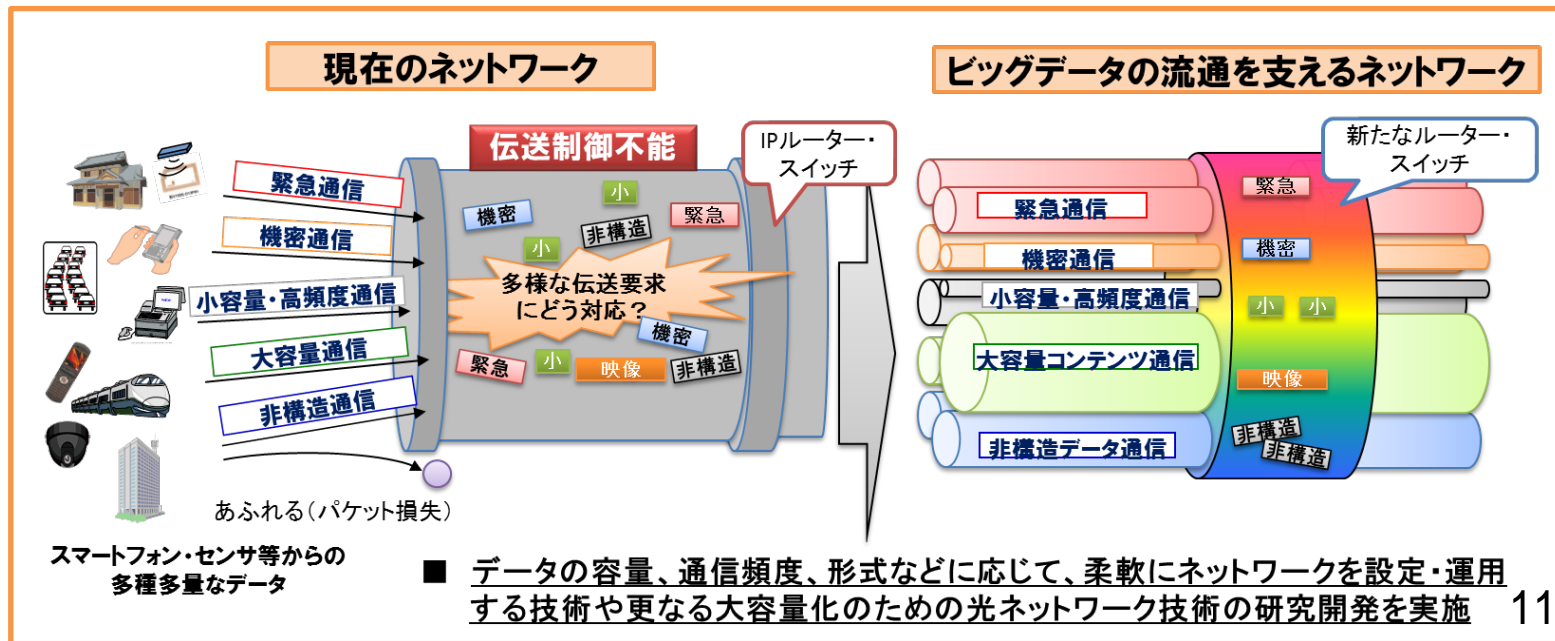 現在のネットワーク
ビッグデータの流通を支えるネットワーク
伝送制御不能
IPルーター・
スイッチ
緊急通信
機密通信
小容量・高頻度通信
大容量通信
非構造通信
小
機密
緊急
非構造
小
多様な伝送要求
にどう対応？
機密
緊急
小
映像
非構造
あふれる（パケット損失）
スマートフォン・センサ等からの
多種多量なデータ
新たなルーター・
スイッチ
緊急通信
機密通信
小容量・高頻度通信
大容量コンテンツ通信
非構造データ通信
緊急
機密
小 小
映像
非構造
非構造
■ データの容量、通信頻度、形式などに応じて、柔軟にネットワークを設定・運用
する技術や更なる大容量化のための光ネットワーク技術の研究開発を実施
11